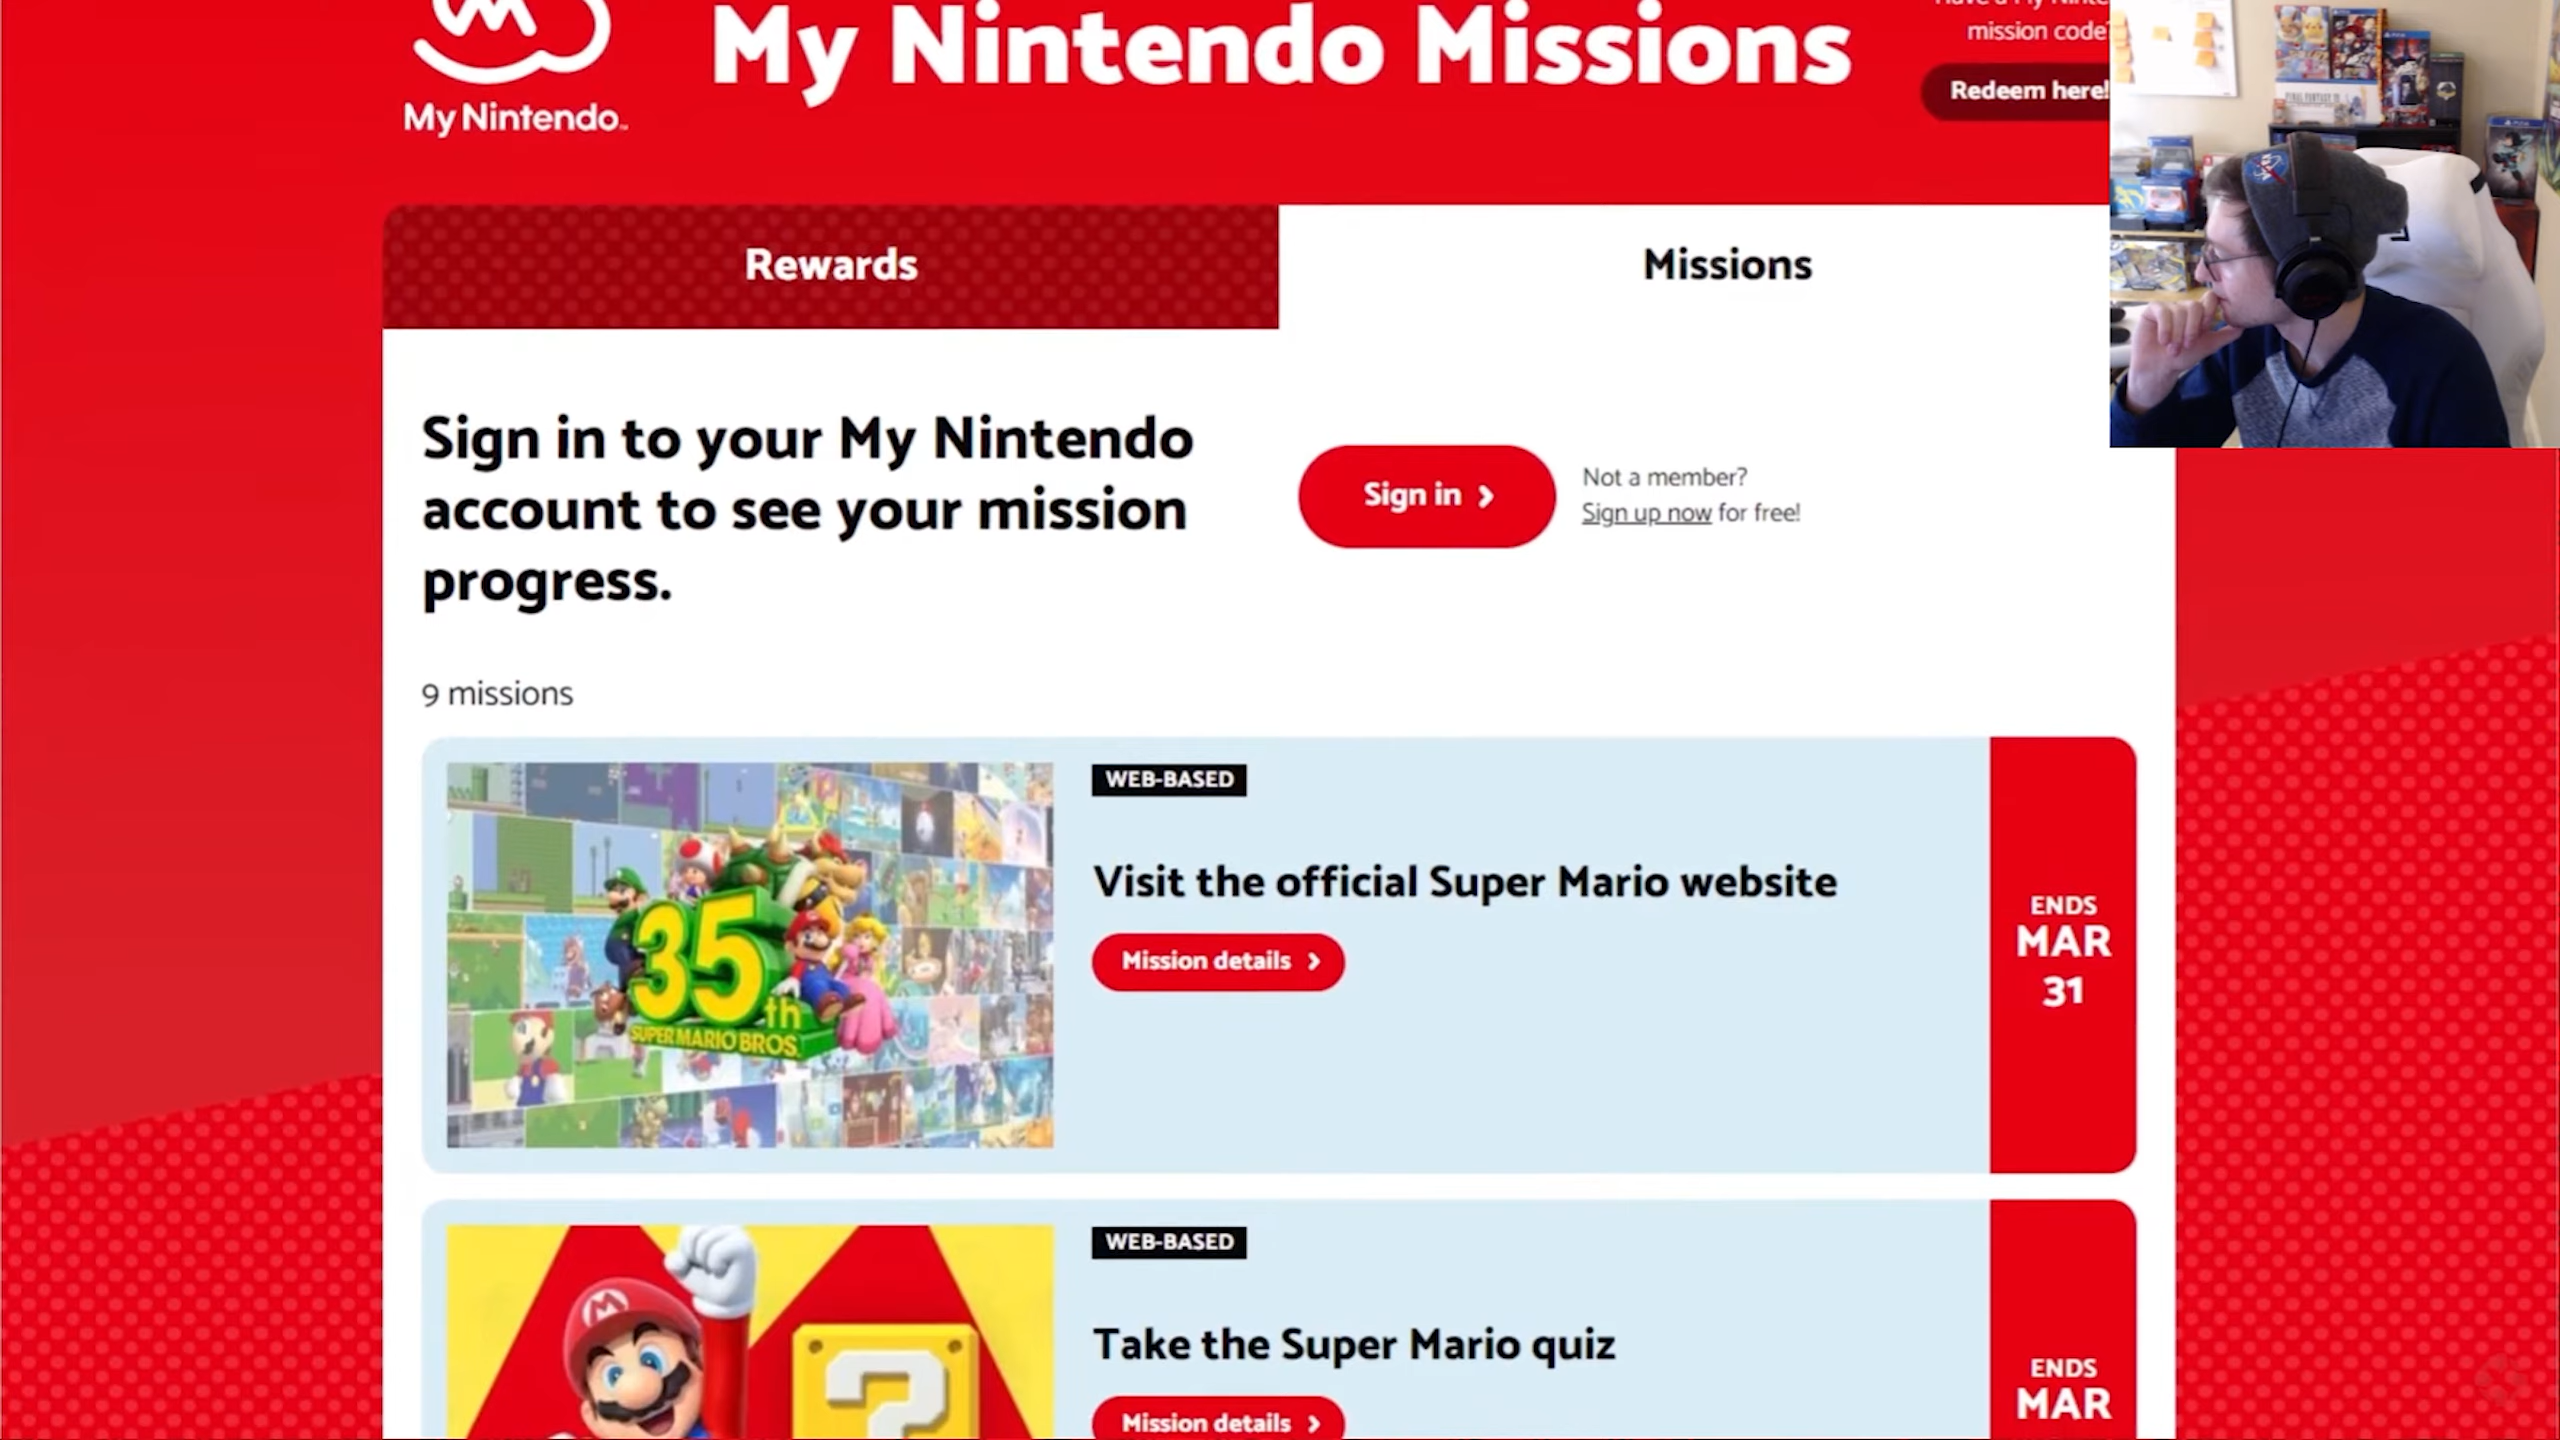 My Nintendo Missions
mission code
Redeem here!
My Nintendo
Rewards
Missions
Sign in to your My Nintendo
account to see your mission
progress.
Sign in
Not a member?
Sign up now for free!
9 missions
WEB-BASED
Visit the official Super Mario website
Mission details
ENDS
MAR
31
35th
SUPER MARIO BROS.
WEB-BASED
Take the Super Mario quiz
Mission details
ENDS
MAR